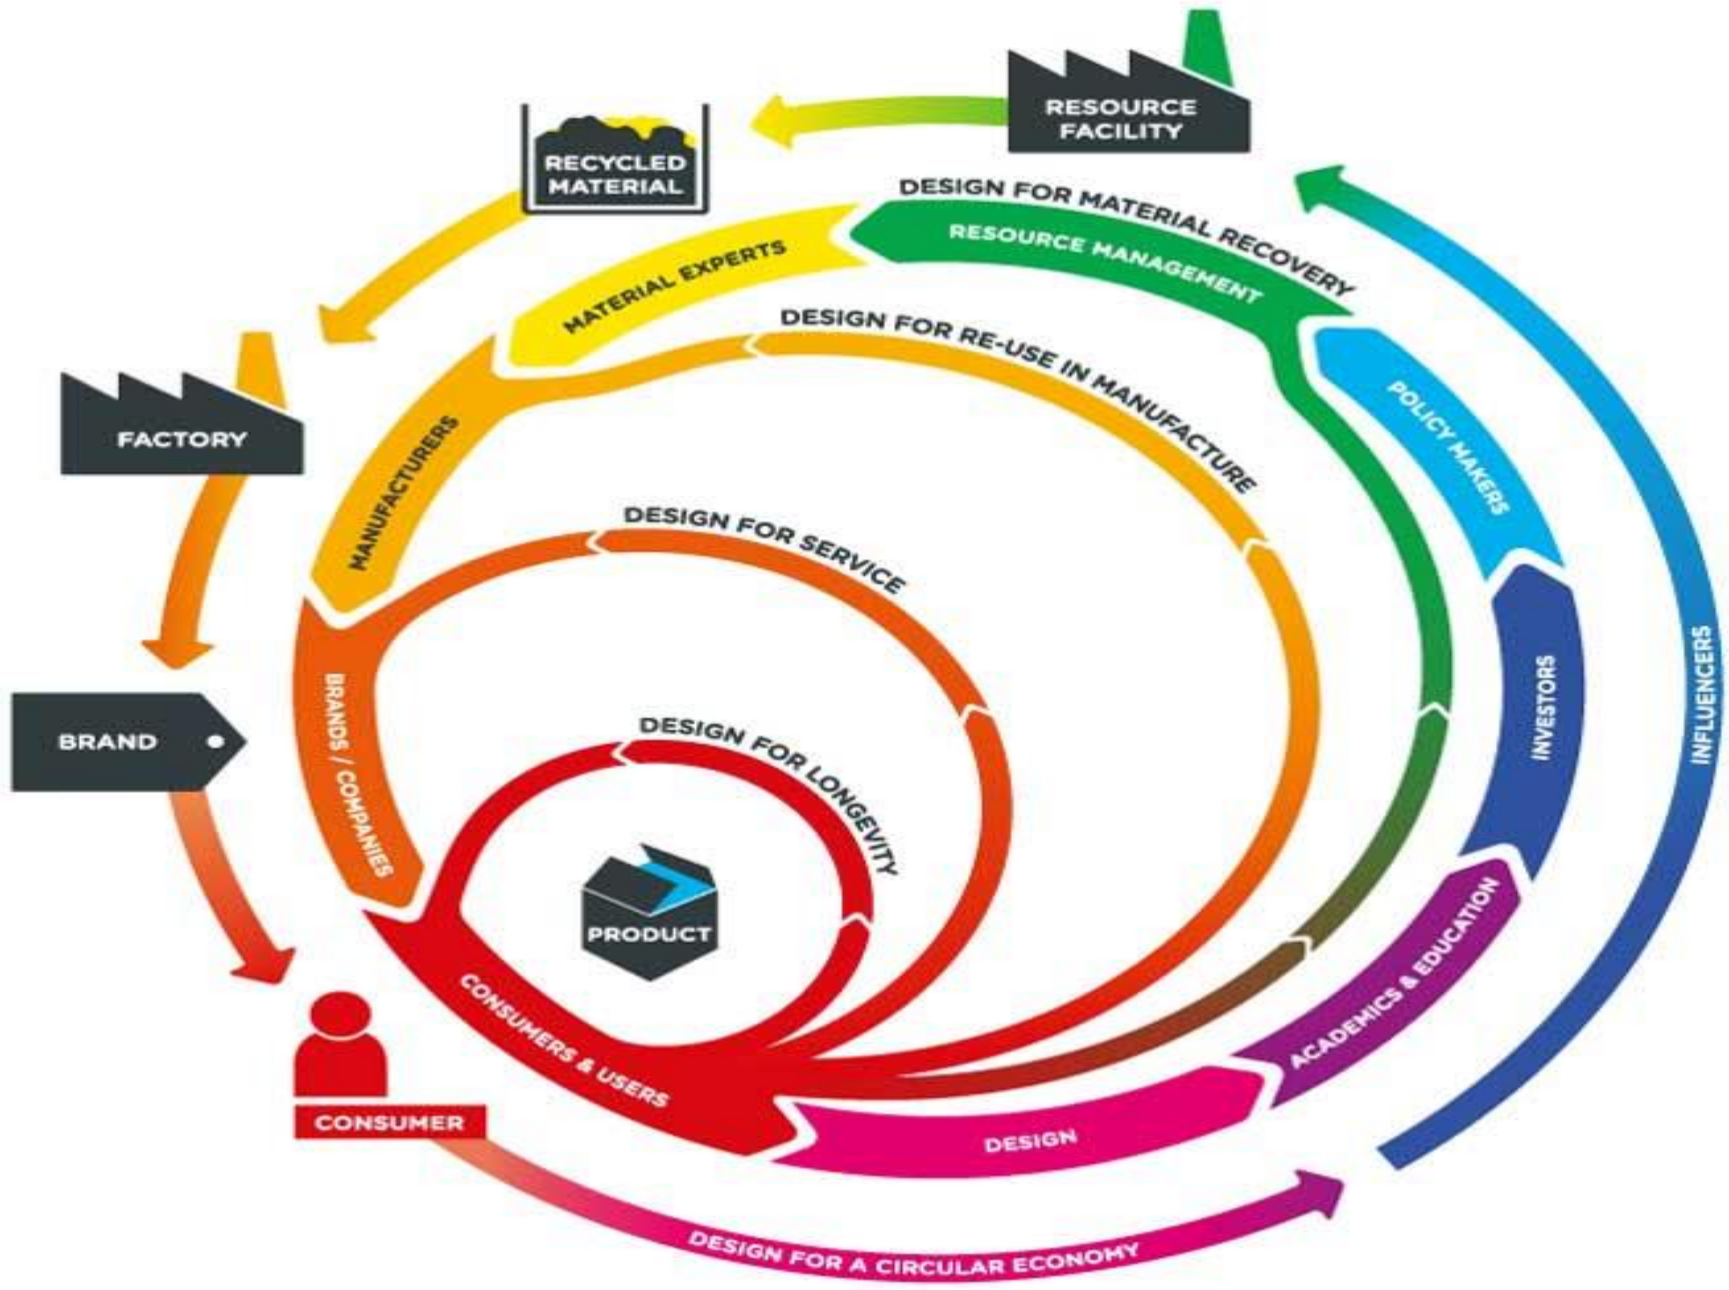 RESOURCE
FACILITY
RECYCLED
MATERIAL
DESIGN FOR MATERIAL RECOVERY
RESOURCE MANAGEMENT
MATERIAL EXPERTS
DESIGN FOR RE-USE IN MANUFACTURE
POLICY MAKERS
FACTORY
MANUFACTURERS
DESIGN FOR SERVICE
INFLUENCERS
INVESTORS
BRAND
BRANDS / COMPANIES
DESIGN FOR LONGEVITY
PRODUCT
ACADEMICS & EDUCATION
CONSUMERS & USERS
CONSUMER
DESIGN
DESIGN FOR A CIRCULAR ECONOMY